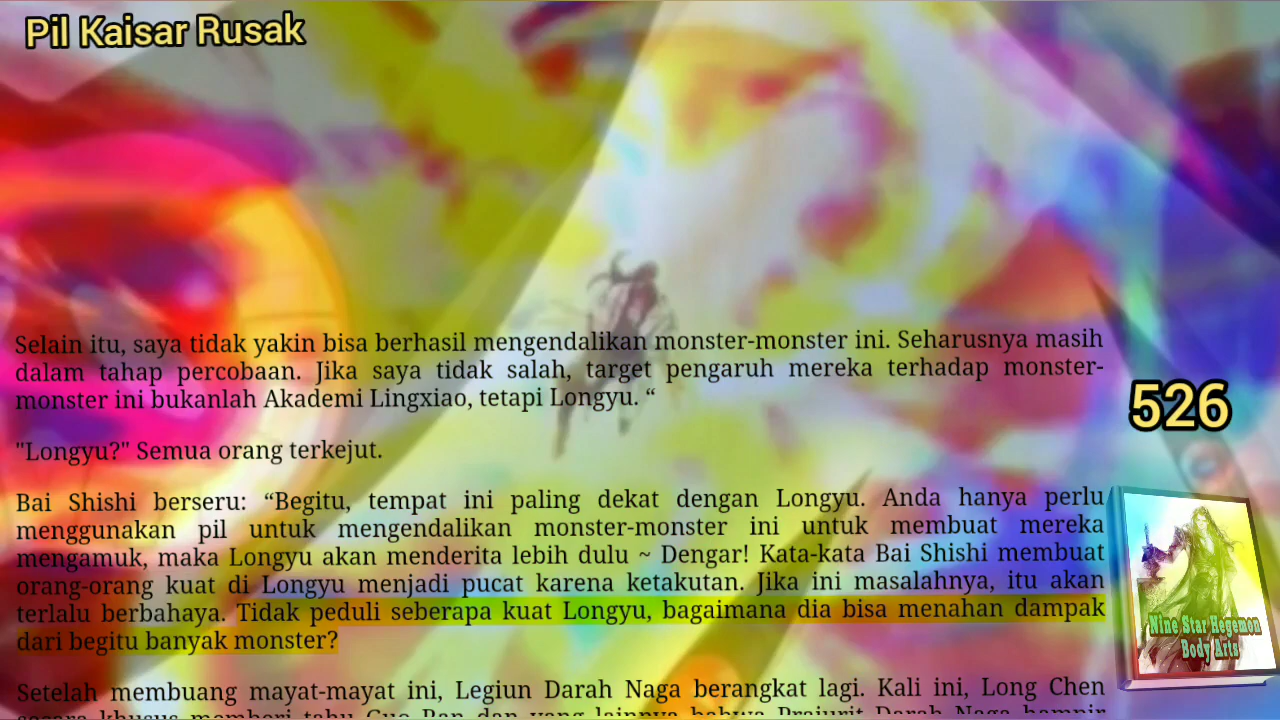 Pil Kaisar Rusak
Selain itu, saya tidak yakin bisa berhasil mengendalikan monster-monster ini. Seharusnya masih
dalam tahap percobaan. Jika saya tidak salah, target pengaruh mereka terhadap monster-
monster ini bukanlah Akademi Lingxiao, tetapi Longyu. “
"Longyu?" Semua orang terkejut.
Bai Shishi berseru: “Begitu, tempat ini paling dekat dengan Longyu. Anda hanya perlu
menggunakan pil untuk mengendalikan monster-monster ini untuk membuat mereka
mengamuk, maka Longyu akan menderita lebih dulu ~ Dengar! Kata-kata Bai Shishi membuat
orang-orang kuat di Longyu menjadi pucat karena ketakutan. Jika ini masalahnya, itu akan
terlalu berbahaya. Tidak peduli seberapa kuat Longyu, bagaimana dia bisa menahan dampak
dari begitu banyak monster?
Setelah membuang mayat-mayat ini, Legiun Darah Naga berangkat lagi. Kali ini, Long Chen
526
Nine Star Hegemon
Body Arts